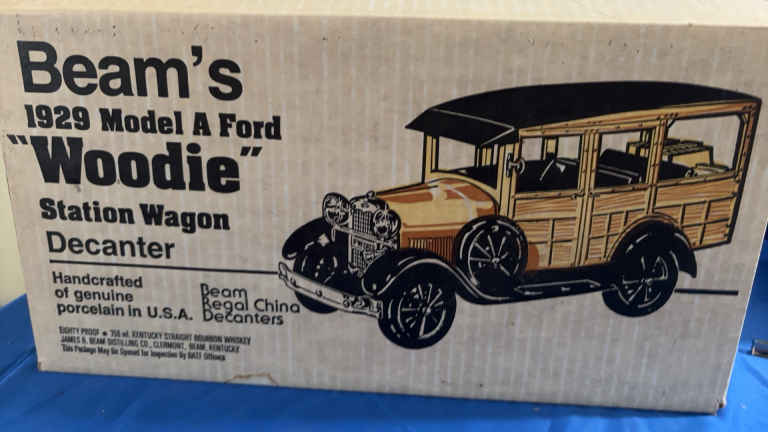 Beam's
1929 Model A Ford
"Woodie"
Station Wagon
Decanter
Handcrafted
of genuine
porcelain in U.S.A.
Beam
Regal China
Decanters
EIGHTY PROOF • 750 ml. KENTUCKY STRAIGHT BOURBON WHISKEY
JAMES B. BEAM DISTILLING CO., CLERMONT, BEAM, KENTUCKY
This Package May Be Opened for Inspection By BATF Officers